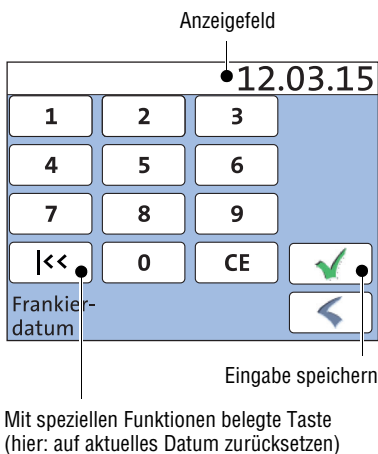 Anzeigefeld
12.03.15
1 2 3
4 5 6
7 8 9
|<< 0 CE
Frankier-
datum
Eingabe speichern
Mit speziellen Funktionen belegte Taste
(hier: auf aktuelles Datum zurücksetzen)